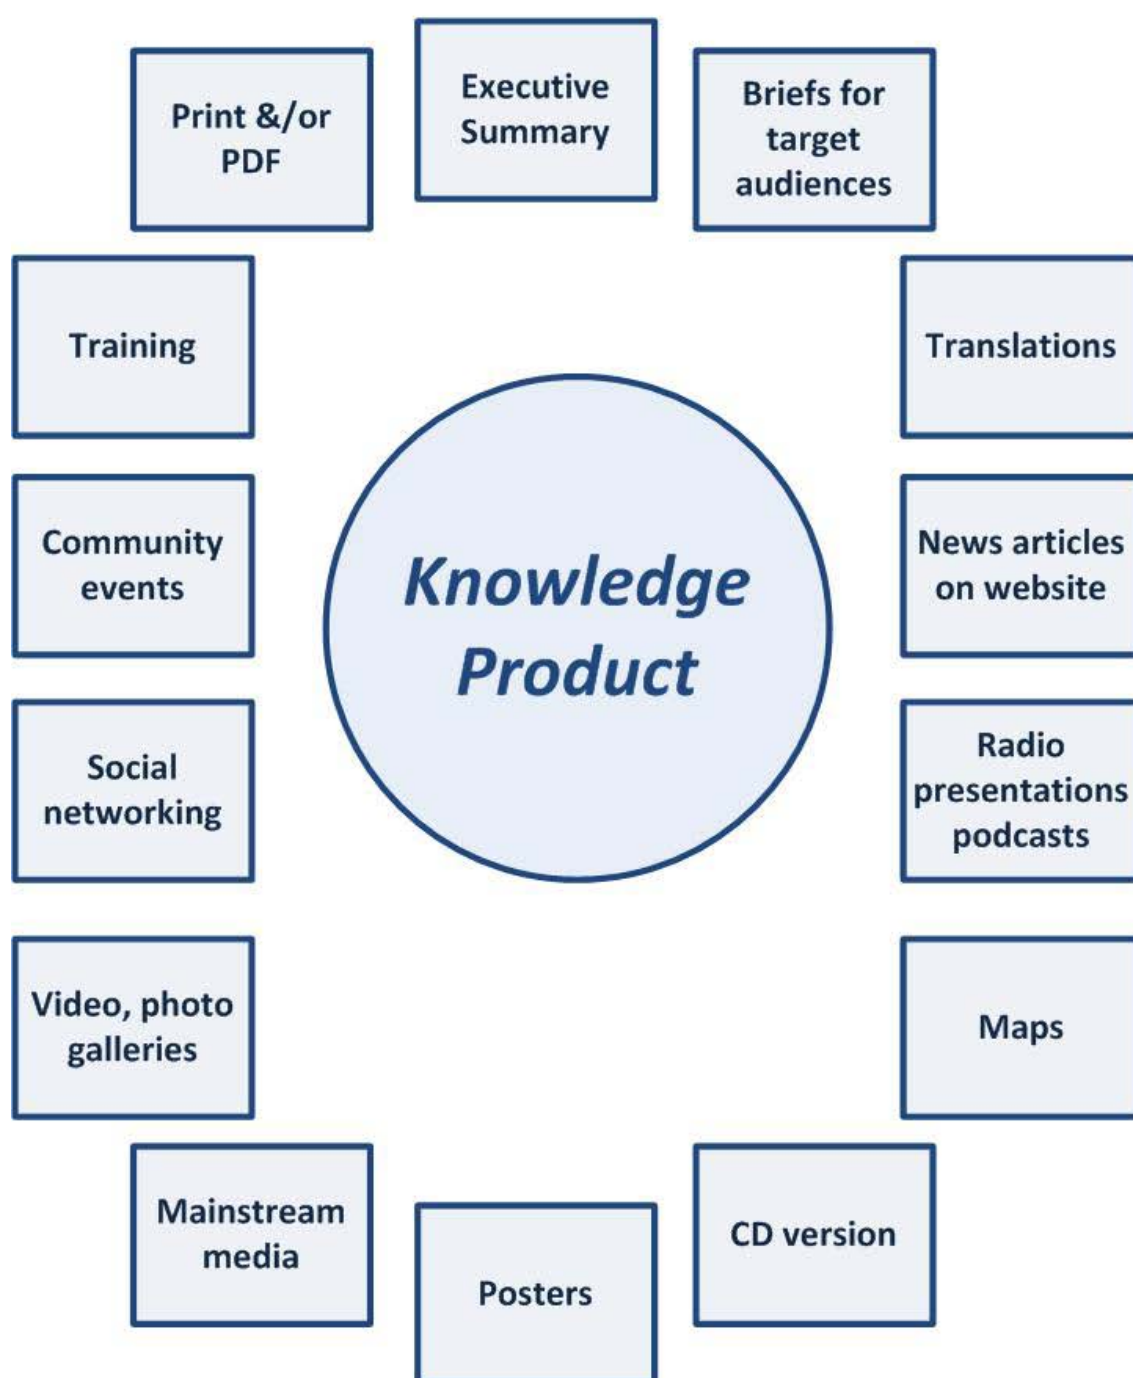 Executive
Summary
Print &/or
PDF
Briefs for
target
audiences
Training
Translations
Community
events
Knowledge
Product
News articles
on website
Social
networking
Radio
presentations
podcasts
Video, photo
galleries
Maps
Mainstream
media
CD version
Posters